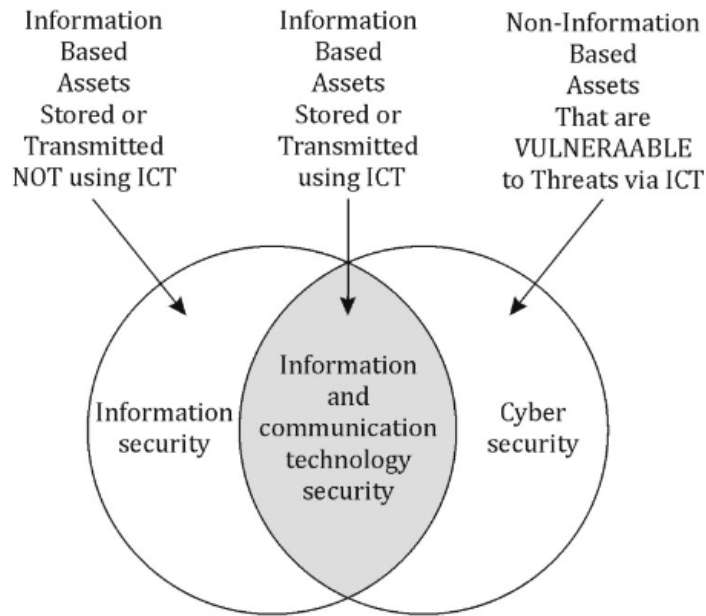 Information
Based
Assets
Stored or
Transmitted
NOT using ICT
Information
Based
Assets
Stored or
Transmitted
using ICT
Non-Information
Based
Assets
That are
VULNERAABLE
to Threats via ICT
Information
security
Information
and
communication
technology
security
Cyber
security